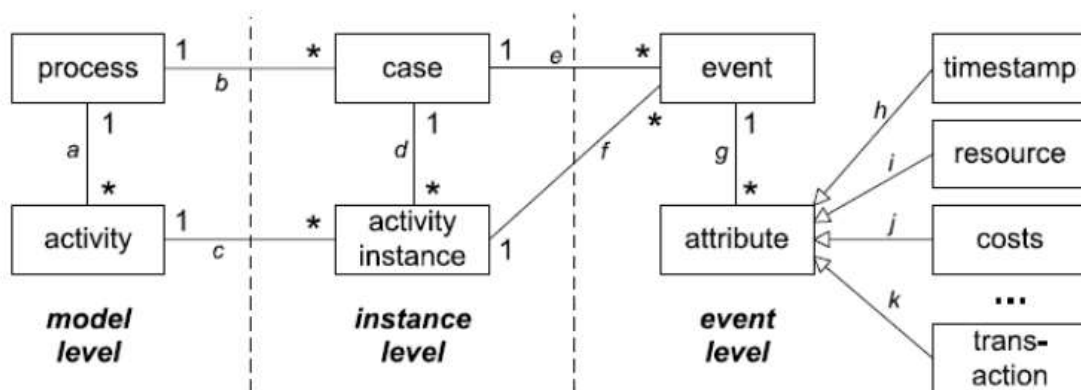 process
1
b
*
case
1
e
*
event
timestamp
1
a
*
1
d
*
*
f
1
g
*
h
i
resource
activity
1
c
*
activity
instance
1
attribute
j
costs
k
...
trans-
action
model
level
instance
level
event
level